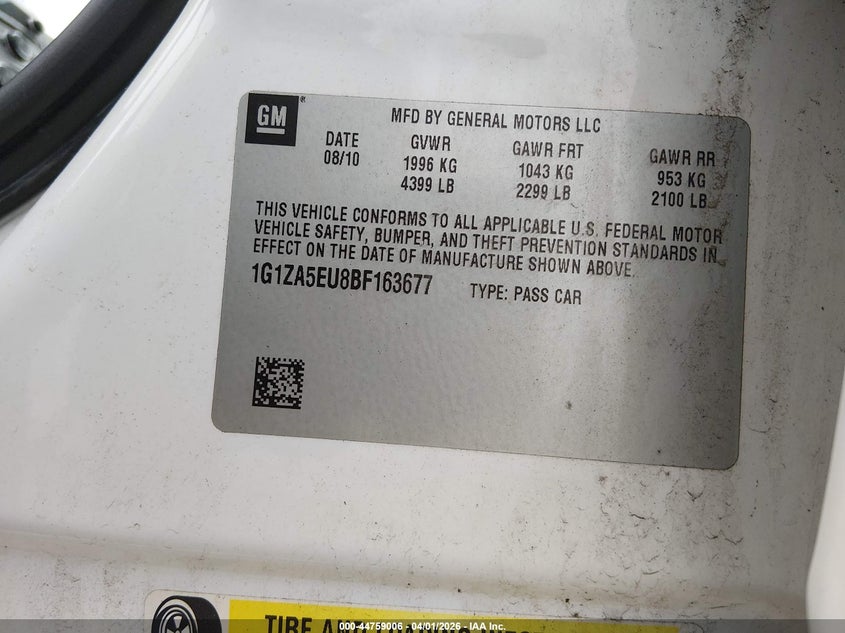 GM
MFD BY GENERAL MOTORS LLC
DATE GVWR GAWR FRT GAWR RR
08/10 1996 KG 1043 KG 953 KG
4399 LB 2299 LB 2100 LB
THIS VEHICLE CONFORMS TO ALL APPLICABLE U.S. FEDERAL MOTOR
VEHICLE SAFETY, BUMPER, AND THEFT PREVENTION STANDARDS IN
EFFECT ON THE DATE OF MANUFACTURE SHOWN ABOVE.
1G1ZA5EU8BF163677 TYPE: PASS CAR
TIRE AND LOADING
000-44759006 - 04/01/2026 - IAA Inc.